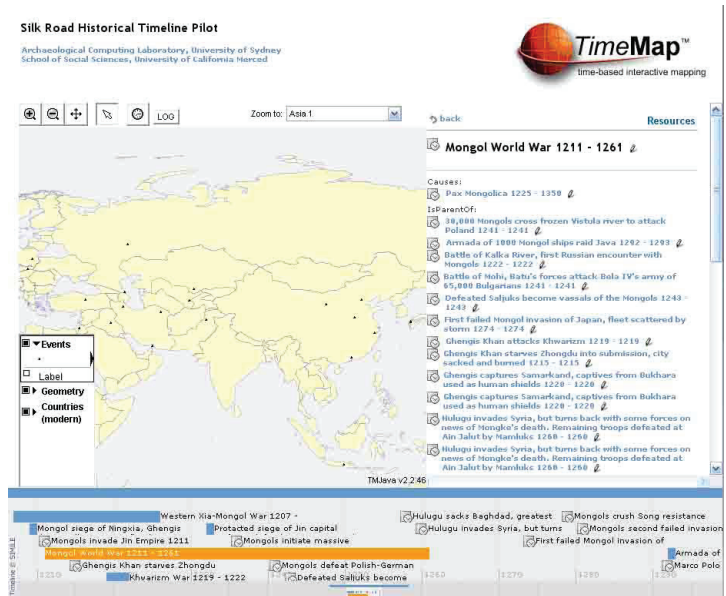 Silk Road Historical Timeline Pilot
Archaeological Computing Laboratory, University of Sydney
School of Social Sciences, University of California Merced
TimeMap™
time-based interactive mapping
LOG
Zoom to: Asia 1
back
Resources
Mongol World War 1211 - 1261
Causes:
Pax Mongolica 1225 - 1350
IsParentOf:
30,000 Mongols cross frozen Vistola river to attack
Poland 1241 - 1241
Armada of 1000 Mongol ships raid Java 1292 - 1293
Battle of Kalka River, first Russian encounter with
Mongols 1222 - 1222
Battle of Mohi, Batu's forces attack Bola IV's army of
65,000 Bulgarians 1241 - 1241
Defeated Saljuks become vassals of the Mongols 1243 -
1243
First failed Mongol invasion of Japan, fleet scattered by
storm 1274 - 1274
Ghengis Khan attacks Khwarizm 1219 - 1219
Ghengis Khan starves Zhongdu into submission, city
sacked and burned 1215 - 1215
Ghengis captures Samarkand, captives from Bukhara
used as human shields 1220 - 1220
Ghengis captures Samarkand, captives from Bukhara
used as human shields 1220 - 1220
Hulugu invades Syria, but turns back with some forces on
news of Mongke's death. Remaining troops defeated at
Ain Jalut by Mamluks 1260 - 1260
Hulugu invades Syria, but turns back with some forces on
news of Mongke's death. Remaining troops defeated at
Ain Jalut by Mamluks 1260 - 1260
Events
Label
Geometry
Countries
(modern)
TMJava v2.2.46
Western Xia-Mongol War 1207 -
Hulugu sacks Baghdad, greatest
Mongols crush Song resistance
Mongol siege of Ningxia, Ghengis
Protacted siege of Jin capital
Hulugu invades Syria, but turns
Mongols second failed invasion
Mongols invade Jin Empire 1211
Mongols initiate massive
First failed Mongol invasion of
Mongol World War 1211 - 1261
Armada of
Ghengis Khan starves Zhongdu
Mongols defeat Polish-German
Marco Polo
1210
1260
1270
1280
1290
Khvarizm War 1219 - 1222
Defeated Saljuks become
Timeline © SIMILE